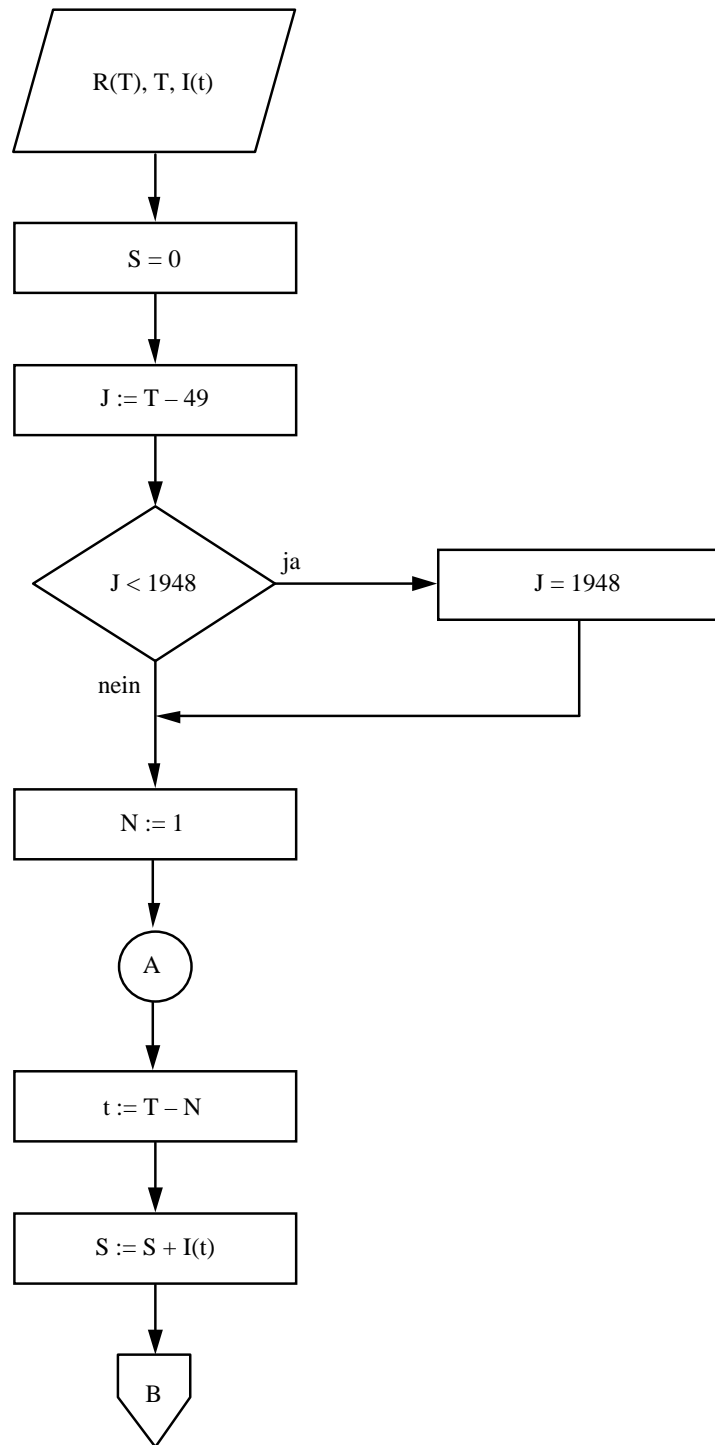 R(T), T, I(t)
S = 0
J := T – 49
J < 1948
ja
J = 1948
nein
N := 1
A
t := T – N
S := S + I(t)
B